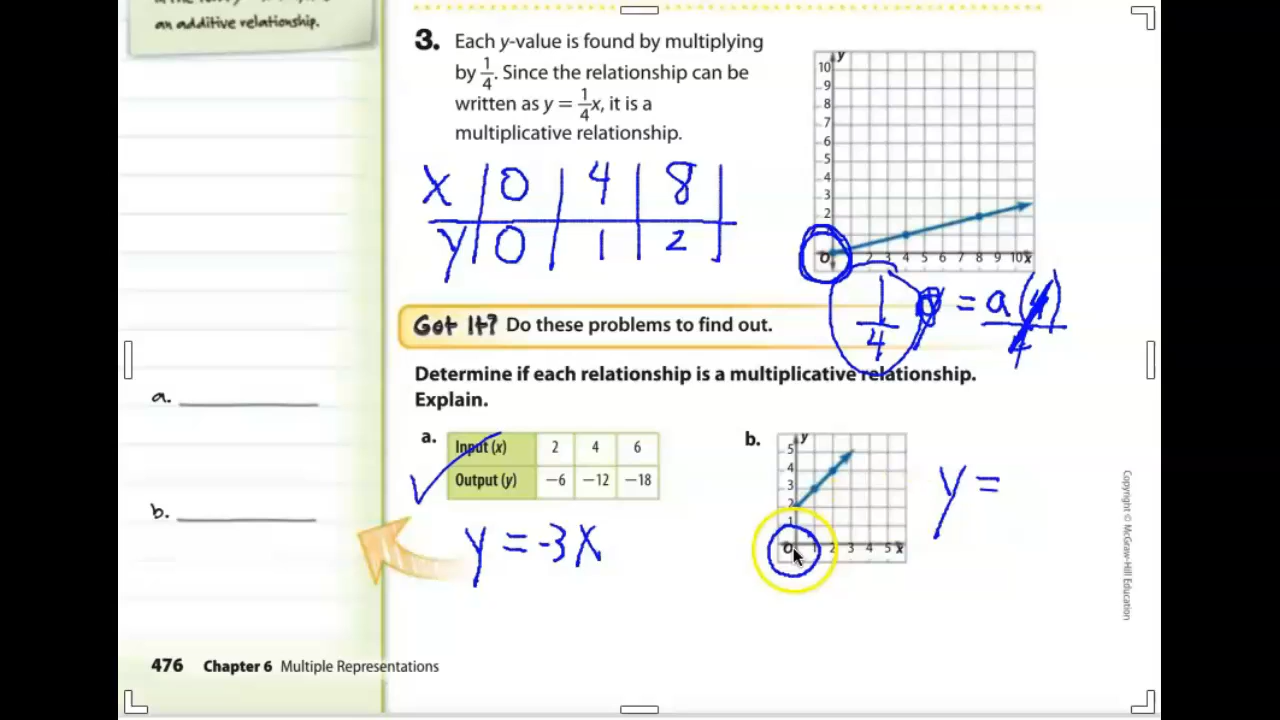 an additive relationship.
3. Each y-value is found by multiplying
by 1/4. Since the relationship can be
written as y = 1/4x, it is a
multiplicative relationship.
X 0 4 8
y 0 1 2
y
10
9
8
7
6
5
4
3
2
O 2 3 4 5 6 7 8 9 10 x
1/4 = a(4)/4
Got it? Do these problems to find out.
Determine if each relationship is a multiplicative relationship.
Explain.
a.
b.
a. Input (x) 2 4 6
Output (y) −6 −12 −18
y = -3X
b. y
5
4
3
2
1
O 1 2 3 4 5 x
y =
Copyright © McGraw-Hill Education
476 Chapter 6 Multiple Representations